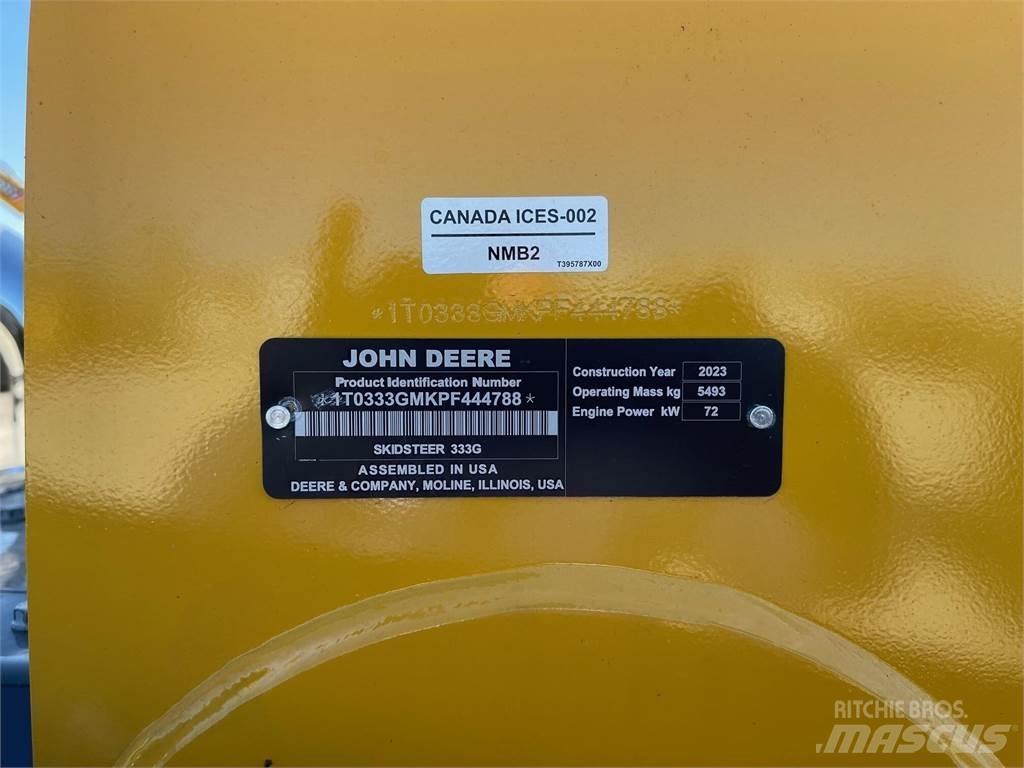 CANADA ICES-002
NMB2
T395787X00
*1T0333GMKPF444788*
JOHN DEERE
Product Identification Number
*1T0333GMKPF444788*
SKIDSTEER 333G
ASSEMBLED IN USA
DEERE & COMPANY, MOLINE, ILLINOIS, USA
Construction Year 2023
Operating Mass kg 5493
Engine Power kW 72
RITCHIE BROS.
MASCUS